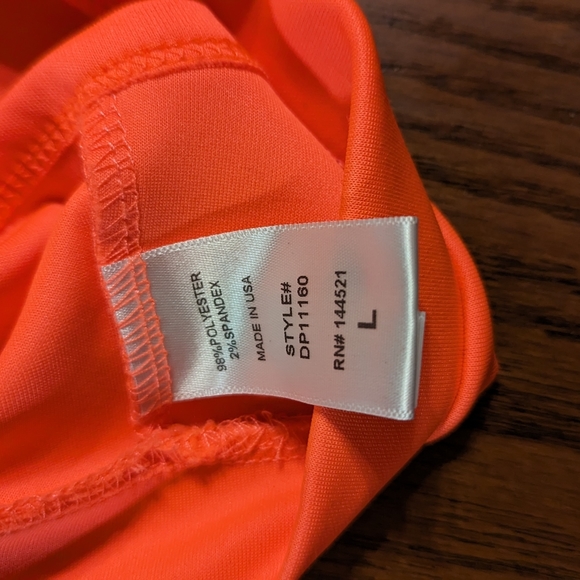 98%POLYESTER
2%SPANDEX
MADE IN USA
STYLE#
DP11160
RN# 144521
L